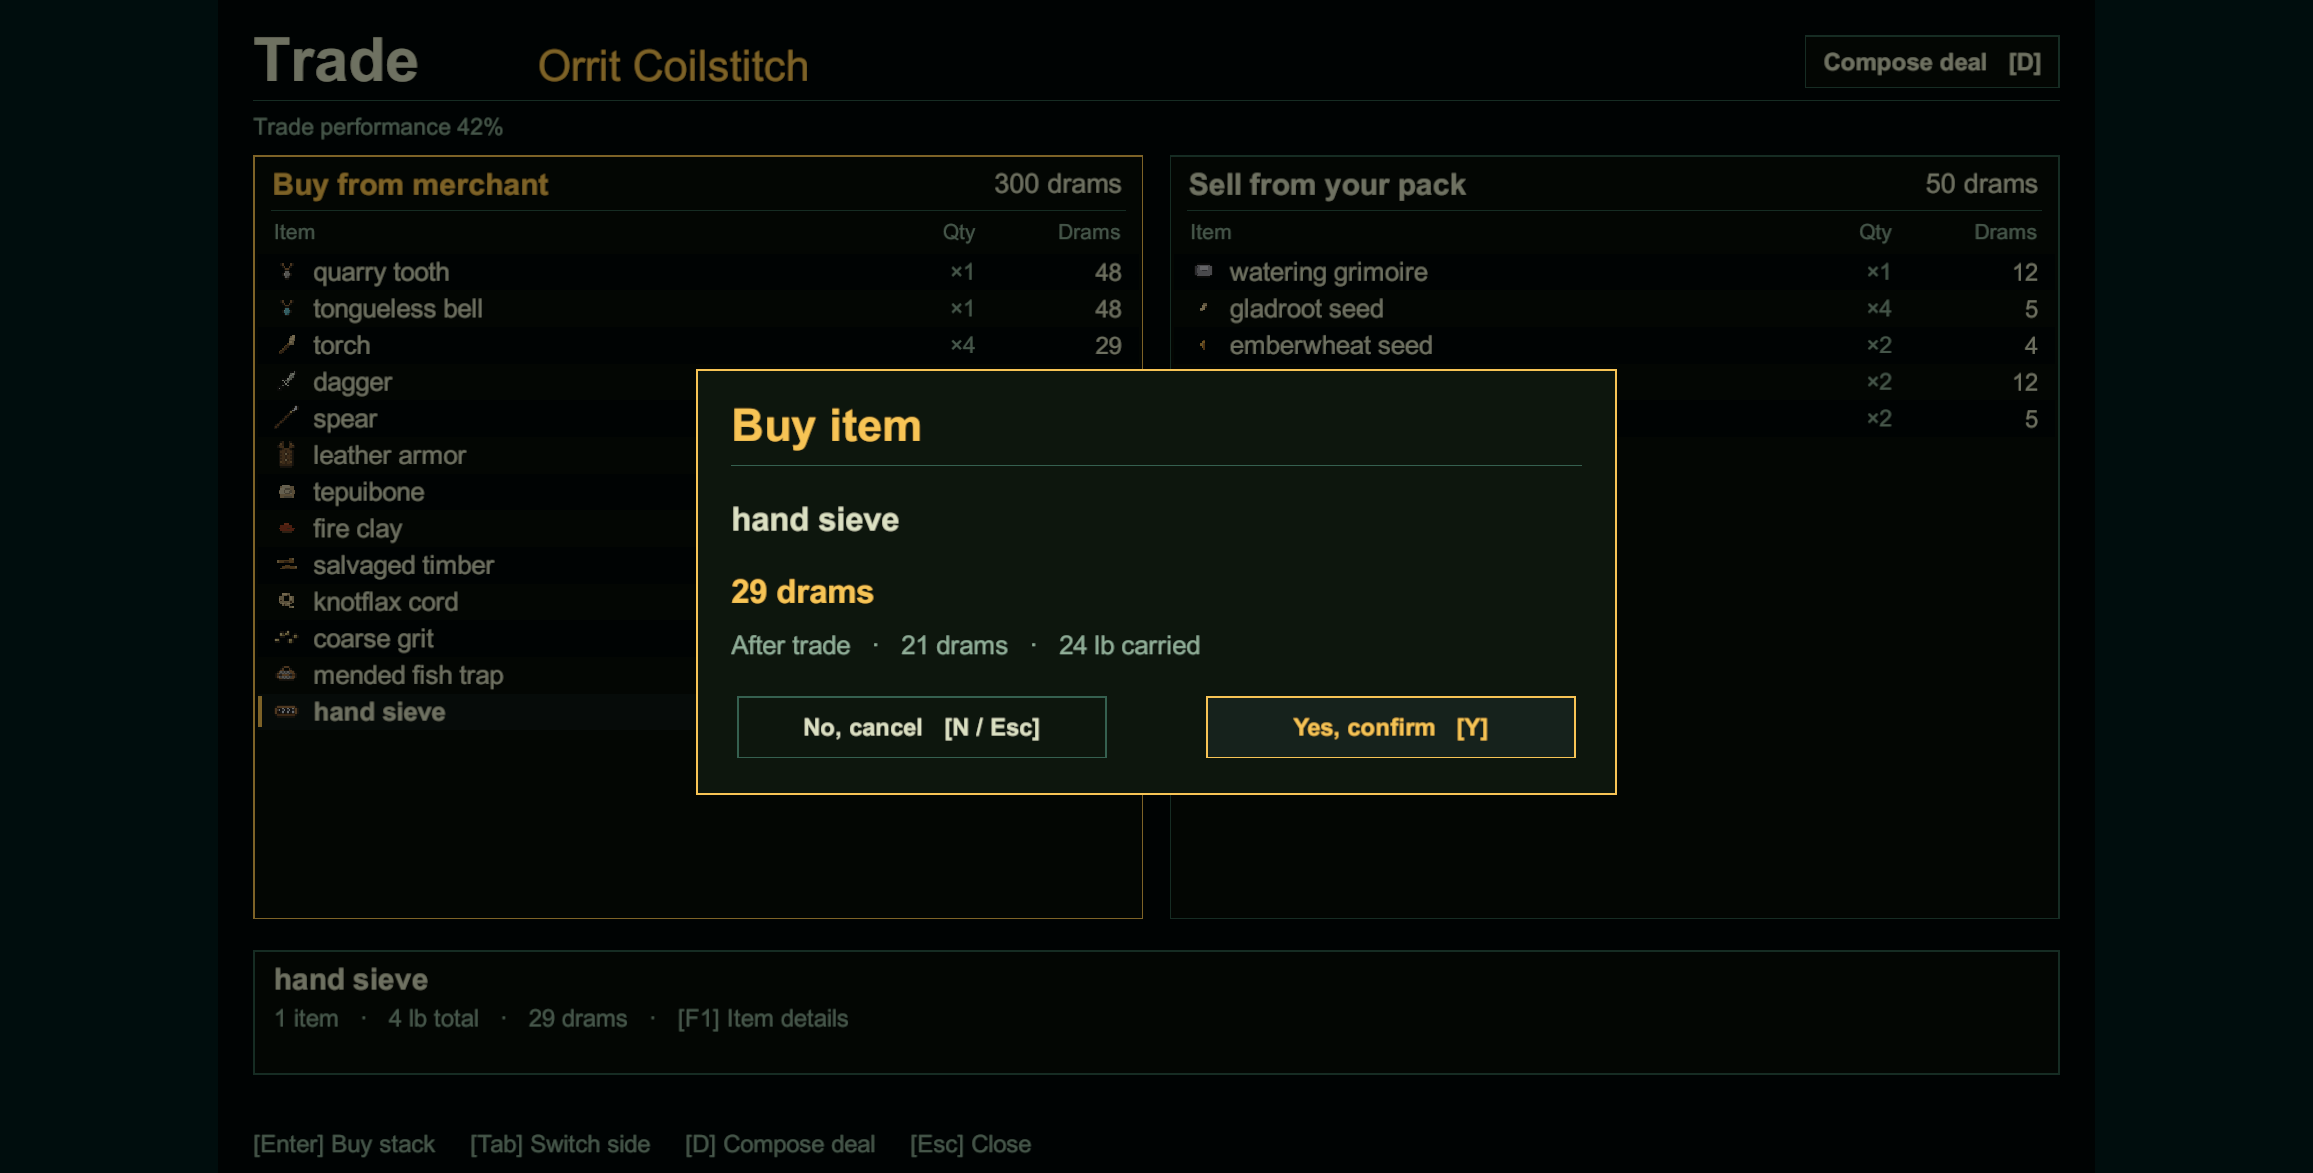 Trade Orrit Coilstitch Compose deal [D]
Trade performance 42%
Buy from merchant 300 drams
Item Qty Drams
quarry tooth ×1 48
tongueless bell ×1 48
torch ×4 29
dagger
spear
leather armor
tepuibone
fire clay
salvaged timber
knotflax cord
coarse grit
mended fish trap
hand sieve
Sell from your pack 50 drams
Item Qty Drams
watering grimoire ×1 12
gladroot seed ×4 5
emberwheat seed ×2 4
×2 12
×2 5
Buy item
hand sieve
29 drams
After trade · 21 drams · 24 lb carried
No, cancel [N / Esc] Yes, confirm [Y]
hand sieve
1 item · 4 lb total · 29 drams · [F1] Item details
[Enter] Buy stack [Tab] Switch side [D] Compose deal [Esc] Close